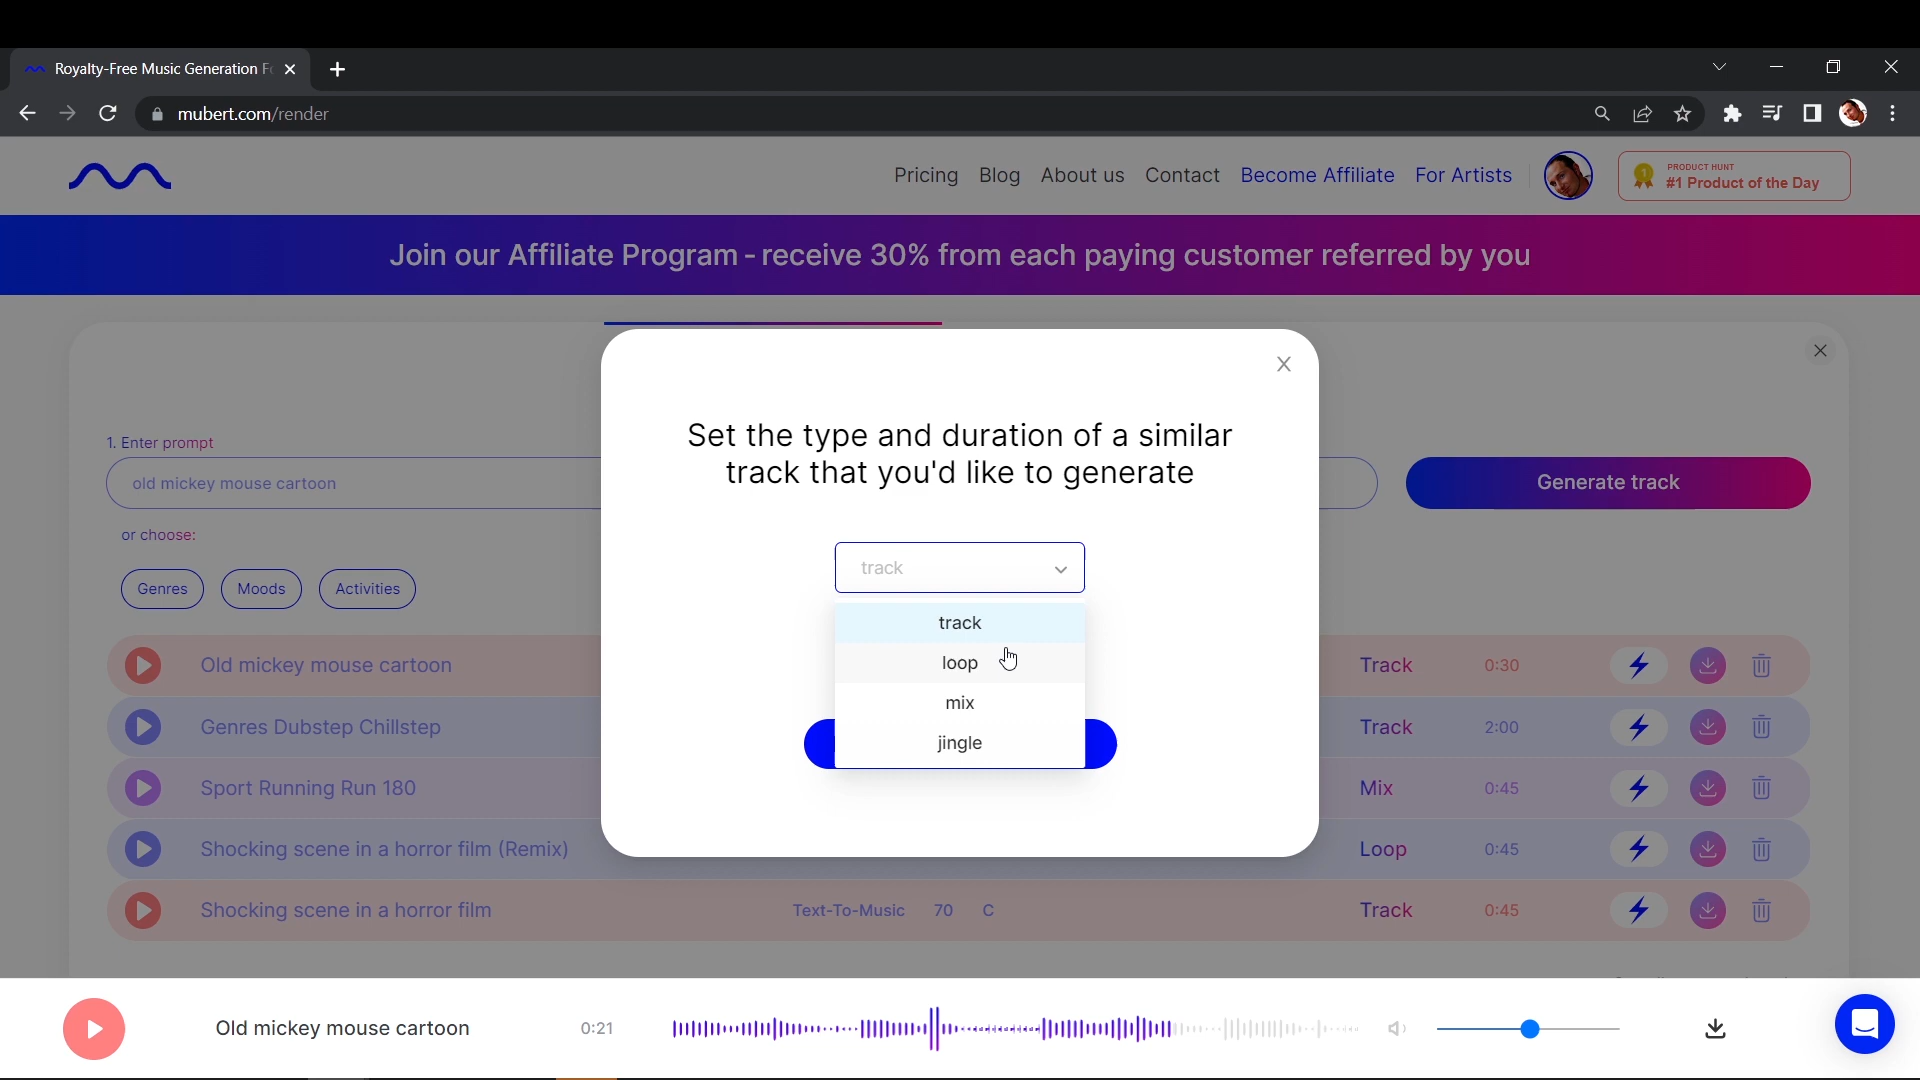 Royalty-Free Music Generation Fo
mubert.com/render
Pricing Blog About us Contact Become Affiliate For Artists
PRODUCT HUNT
1 #1 Product of the Day
Join our Affiliate Program - receive 30% from each paying customer referred by you
X
Set the type and duration of a similar
track that you'd like to generate
1. Enter prompt
old mickey mouse cartoon
Generate track
or choose:
track
Genres Moods Activities
track
loop
mix
jingle
Old mickey mouse cartoon Track 0:30
Genres Dubstep Chillstep Track 2:00
Sport Running Run 180 Mix 0:45
Shocking scene in a horror film (Remix) Loop 0:45
Shocking scene in a horror film Text-To-Music 70 C Track 0:45
Old mickey mouse cartoon 0:21